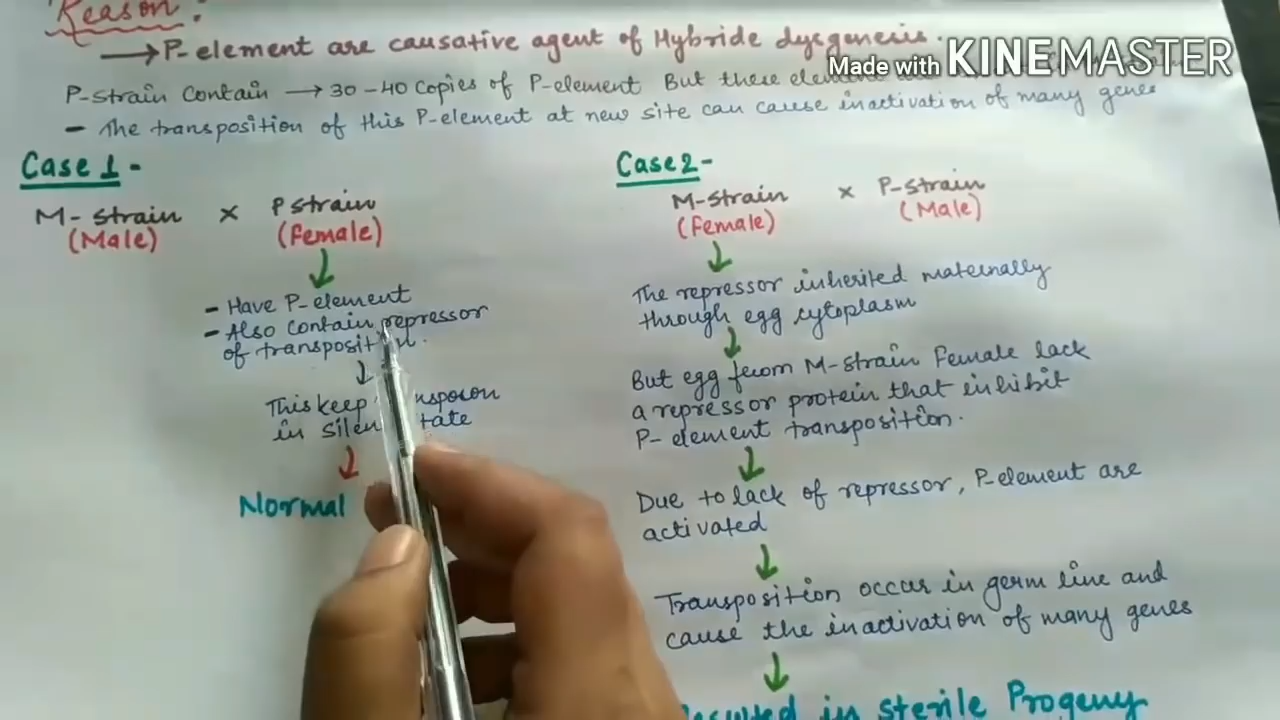 Reason:
→ P-element are causative agent of Hybride dysgenesis.
Made with KINEMASTER
P-strain contain → 30-40 copies of P-element But these
- The transposition of this P-element at new site can cause inactivation of many genes
Case 1 -
M-strain × P strain
(Male) (Female)
- Have P-element
- Also contain repressor
of
This keep
in
Normal
Case 2 -
M-strain × P-strain
(Female) (Male)
The repressor inherited maternally
through egg cytoplasm
But egg from M-strain Female lack
a repressor protein that inhibit
P-element transposition.
Due to lack of repressor, P-element are
activated
Transposition occur in germ line and
cause the inactivation of many genes
in sterile Progeny